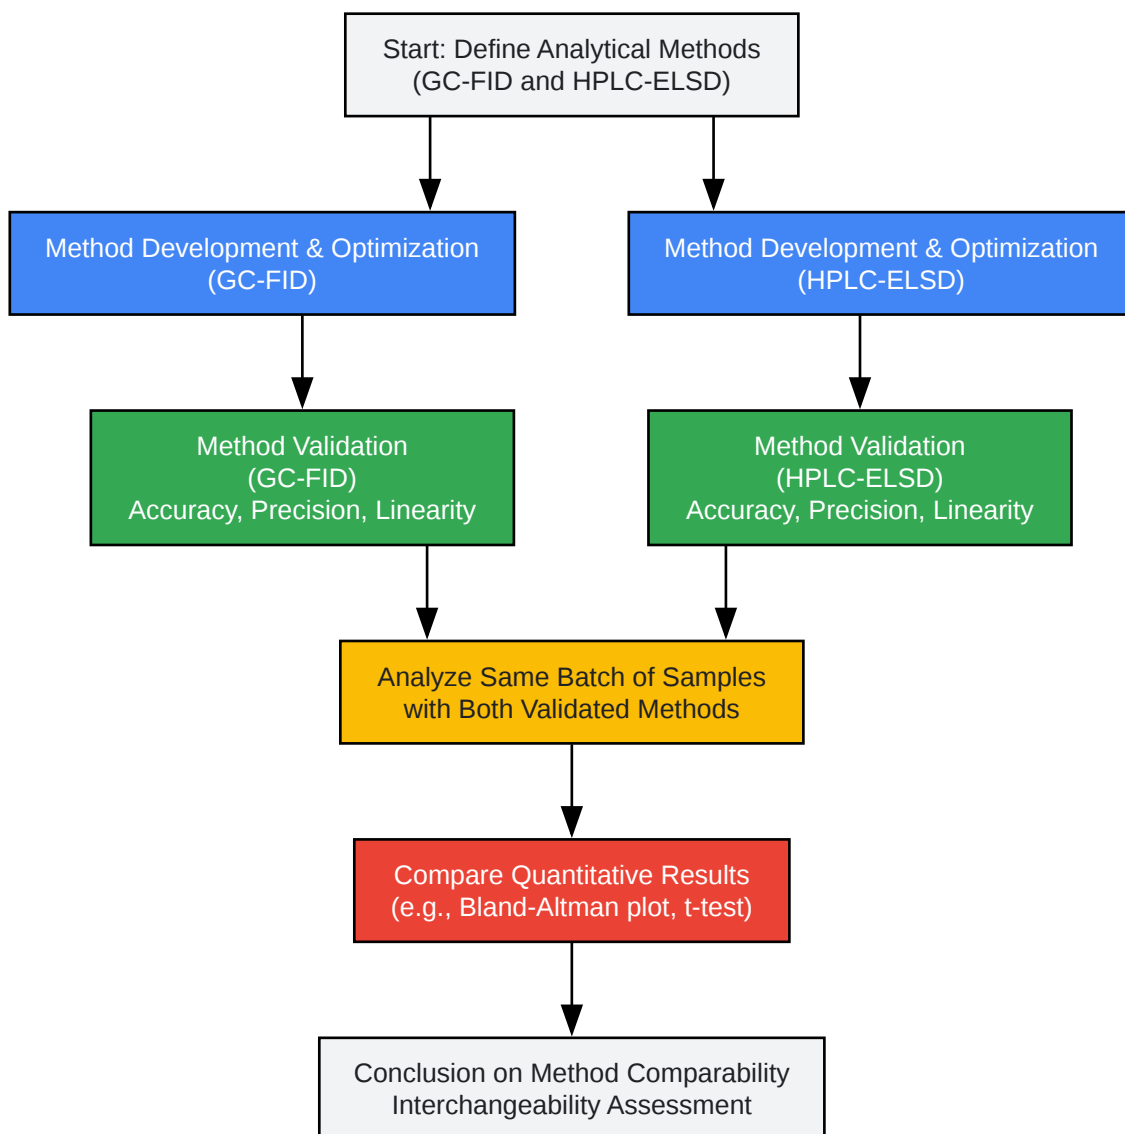 Start: Define Analytical Methods
(GC-FID and HPLC-ELSD)
Method Development & Optimization
(GC-FID)
Method Development & Optimization
(HPLC-ELSD)
Method Validation
(GC-FID)
Accuracy, Precision, Linearity
Method Validation
(HPLC-ELSD)
Accuracy, Precision, Linearity
Analyze Same Batch of Samples
with Both Validated Methods
Compare Quantitative Results
(e.g., Bland-Altman plot, t-test)
Conclusion on Method Comparability
Interchangeability Assessment